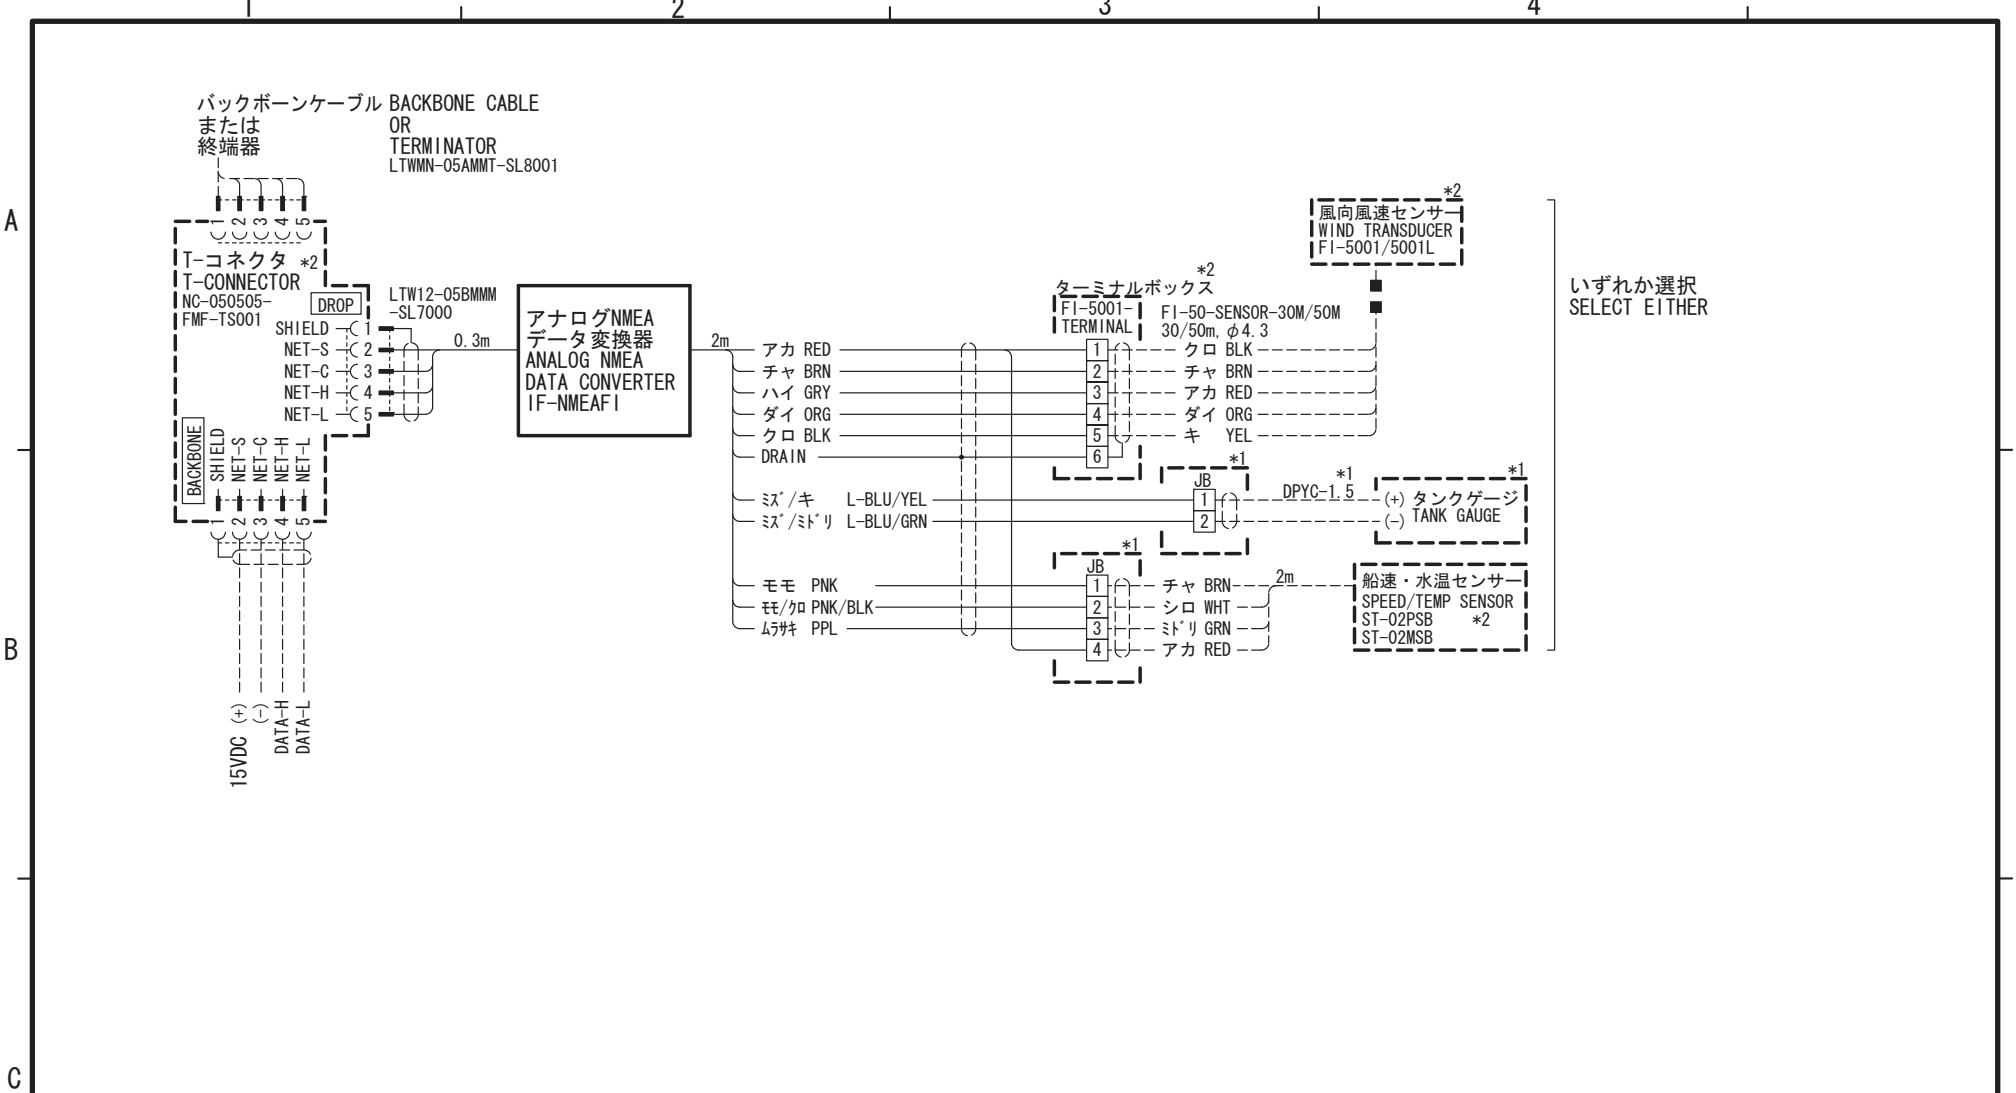 1
2
3
4
A
B
C
バックボーンケーブル BACKBONE CABLE
または OR
終端器 TERMINATOR
LTWMN-05AMMT-SL8001
1 2 3 4 5
T-コネクタ *2
T-CONNECTOR
NC-050505-
FMF-TS001
DROP
SHIELD 1
NET-S 2
NET-C 3
NET-H 4
NET-L 5
LTW12-05BMMM
-SL7000
0.3m
BACKBONE
SHIELD
NET-S
NET-C
NET-H
NET-L
1 2 3 4 5
15VDC (+)
(-)
DATA-H
DATA-L
アナログNMEA
データ変換器
ANALOG NMEA
DATA CONVERTER
IF-NMEAFI
2m
アカ RED
チャ BRN
ハイ GRY
ダイ ORG
クロ BLK
DRAIN
ミズ/キ L-BLU/YEL
ミズ/ミドリ L-BLU/GRN
モモ PNK
モモ/クロ PNK/BLK
ムラサキ PPL
*2
ターミナルボックス
FI-5001-
TERMINAL
1
2
3
4
5
6
FI-50-SENSOR-30M/50M
30/50m, φ4.3
クロ BLK
チャ BRN
アカ RED
ダイ ORG
キ YEL
*2
風向風速センサー
WIND TRANSDUCER
FI-5001/5001L
*1
JB
1
2
*1
DPYC-1.5
*1
(+) タンクゲージ
(-) TANK GAUGE
*1
JB
1
2
3
4
チャ BRN
シロ WHT
ミドリ GRN
アカ RED
2m
船速・水温センサー
SPEED/TEMP SENSOR
ST-02PSB *2
ST-02MSB
いずれか選択
SELECT EITHER